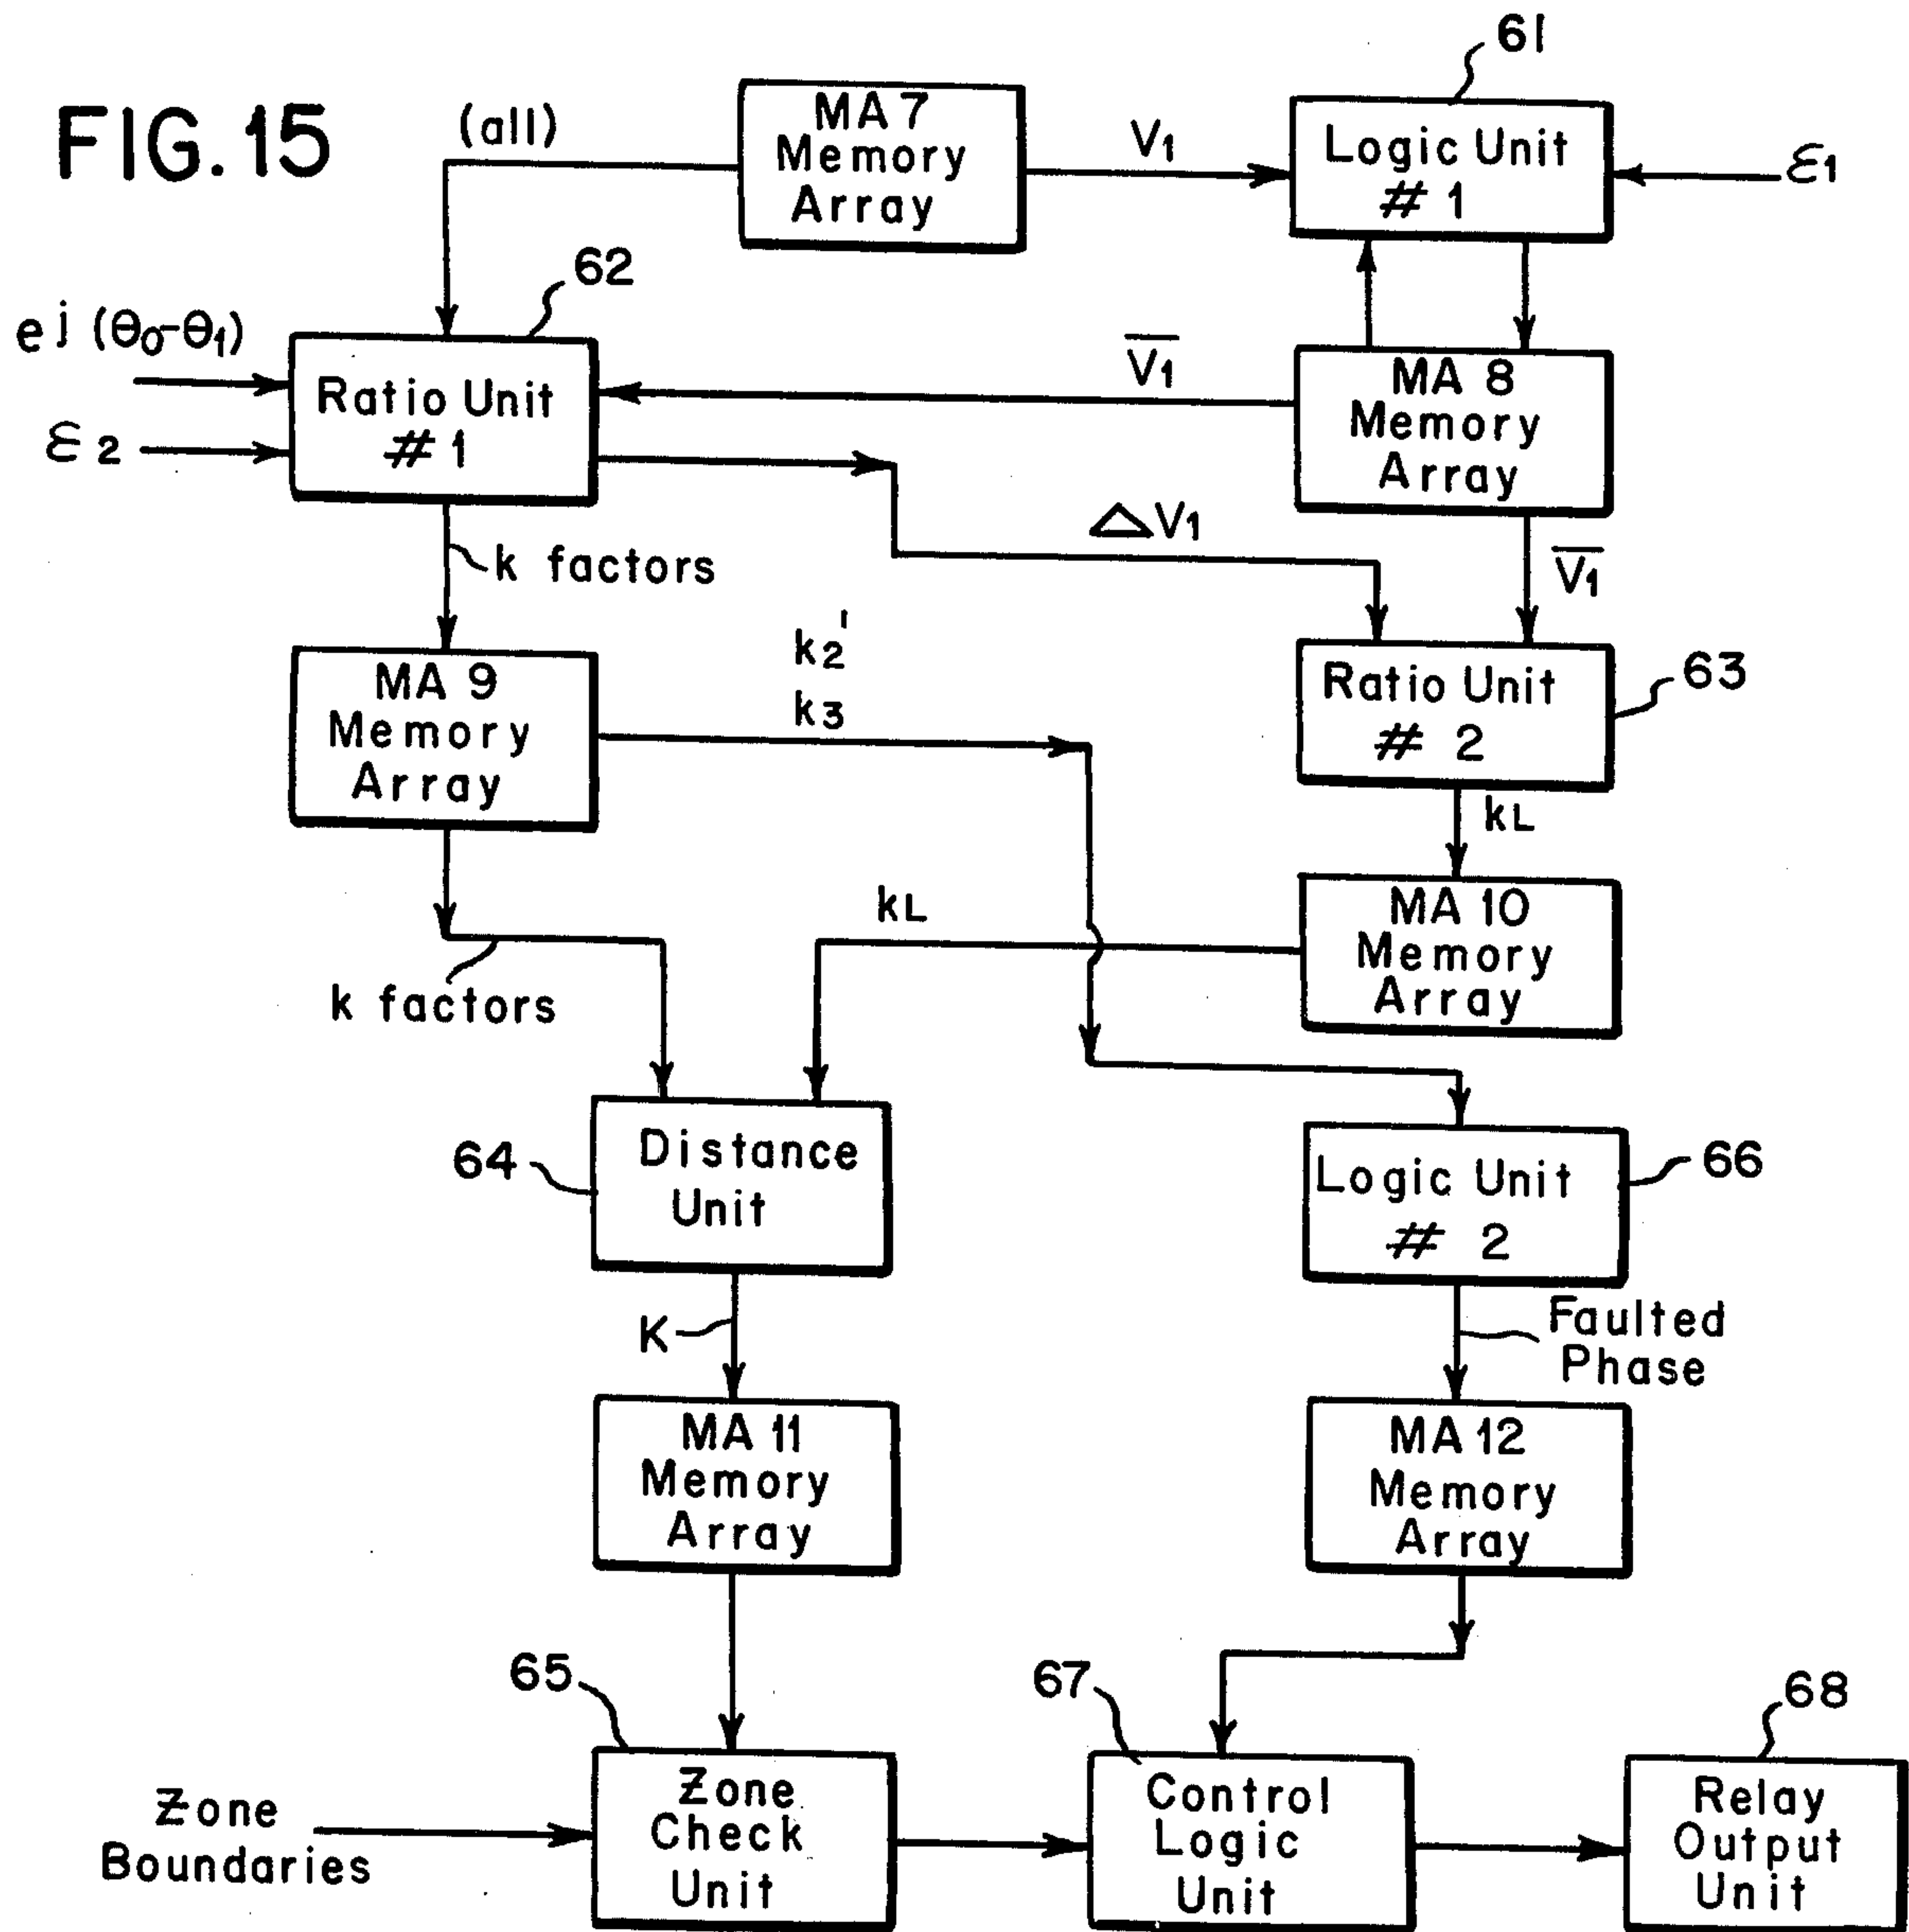 FIG. 15
61
(all)
MA 7
Memory
Array
V1
Logic Unit
# 1
ε1
62
ej (θ0-θ1)
ε2
Ratio Unit
# 1
V̅1̅
MA 8
Memory
Array
ΔV1
V̅1̅
k factors
k2'
k3
MA 9
Memory
Array
Ratio Unit
# 2
63
kL
kL
MA 10
Memory
Array
k factors
64
Distance
Unit
Logic Unit
# 2
66
K
Faulted
Phase
MA 11
Memory
Array
MA 12
Memory
Array
65
67
68
Zone
Boundaries
Zone
Check
Unit
Control
Logic
Unit
Relay
Output
Unit